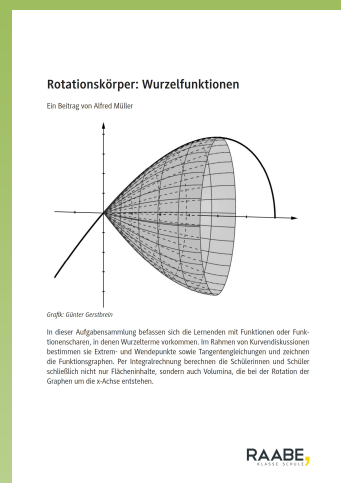 Rotationskörper: Wurzelfunktionen
Ein Beitrag von Alfred Müller
Grafik: Günter Gerstbrein
In dieser Aufgabensammlung befassen sich die Lernenden mit Funktionen oder Funk-
tionenscharen, in denen Wurzelterme vorkommen. Im Rahmen von Kurvendiskussionen
bestimmen sie Extrem- und Wendepunkte sowie Tangentengleichungen und zeichnen
die Funktionsgraphen. Per Integralrechnung berechnen die Schülerinnen und Schüler
schließlich nicht nur Flächeninhalte, sondern auch Volumina, die bei der Rotation der
Graphen um die x-Achse entstehen.
RAABE
KLASSE SCHULE